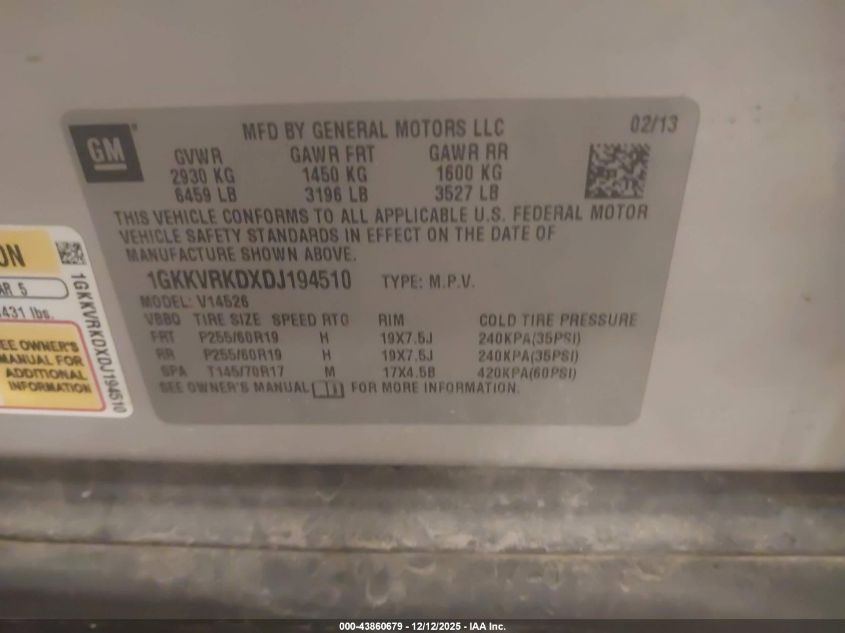 GM
MFD BY GENERAL MOTORS LLC
02/13
GVWR GAWR FRT GAWR RR
2930 KG 1450 KG 1600 KG
6459 LB 3196 LB 3527 LB
THIS VEHICLE CONFORMS TO ALL APPLICABLE U.S. FEDERAL MOTOR
VEHICLE SAFETY STANDARDS IN EFFECT ON THE DATE OF
MANUFACTURE SHOWN ABOVE.
1GKKVRKDXDJ194510 TYPE: M.P.V.
MODEL: V14526
VBBQ TIRE SIZE SPEED RTG RIM COLD TIRE PRESSURE
FRT P255/60R19 H 19X7.5J 240KPA(35PSI)
RR P255/60R19 H 19X7.5J 240KPA(35PSI)
SPA T145/70R17 M 17X4.5B 420KPA(60PSI)
SEE OWNER'S MANUAL FOR MORE INFORMATION.
ON
AR 5
431 lbs.
SEE OWNER'S
MANUAL FOR
ADDITIONAL
INFORMATION
1GKKVRKDXDJ194510
000-43860679 - 12/12/2025 - IAA Inc.